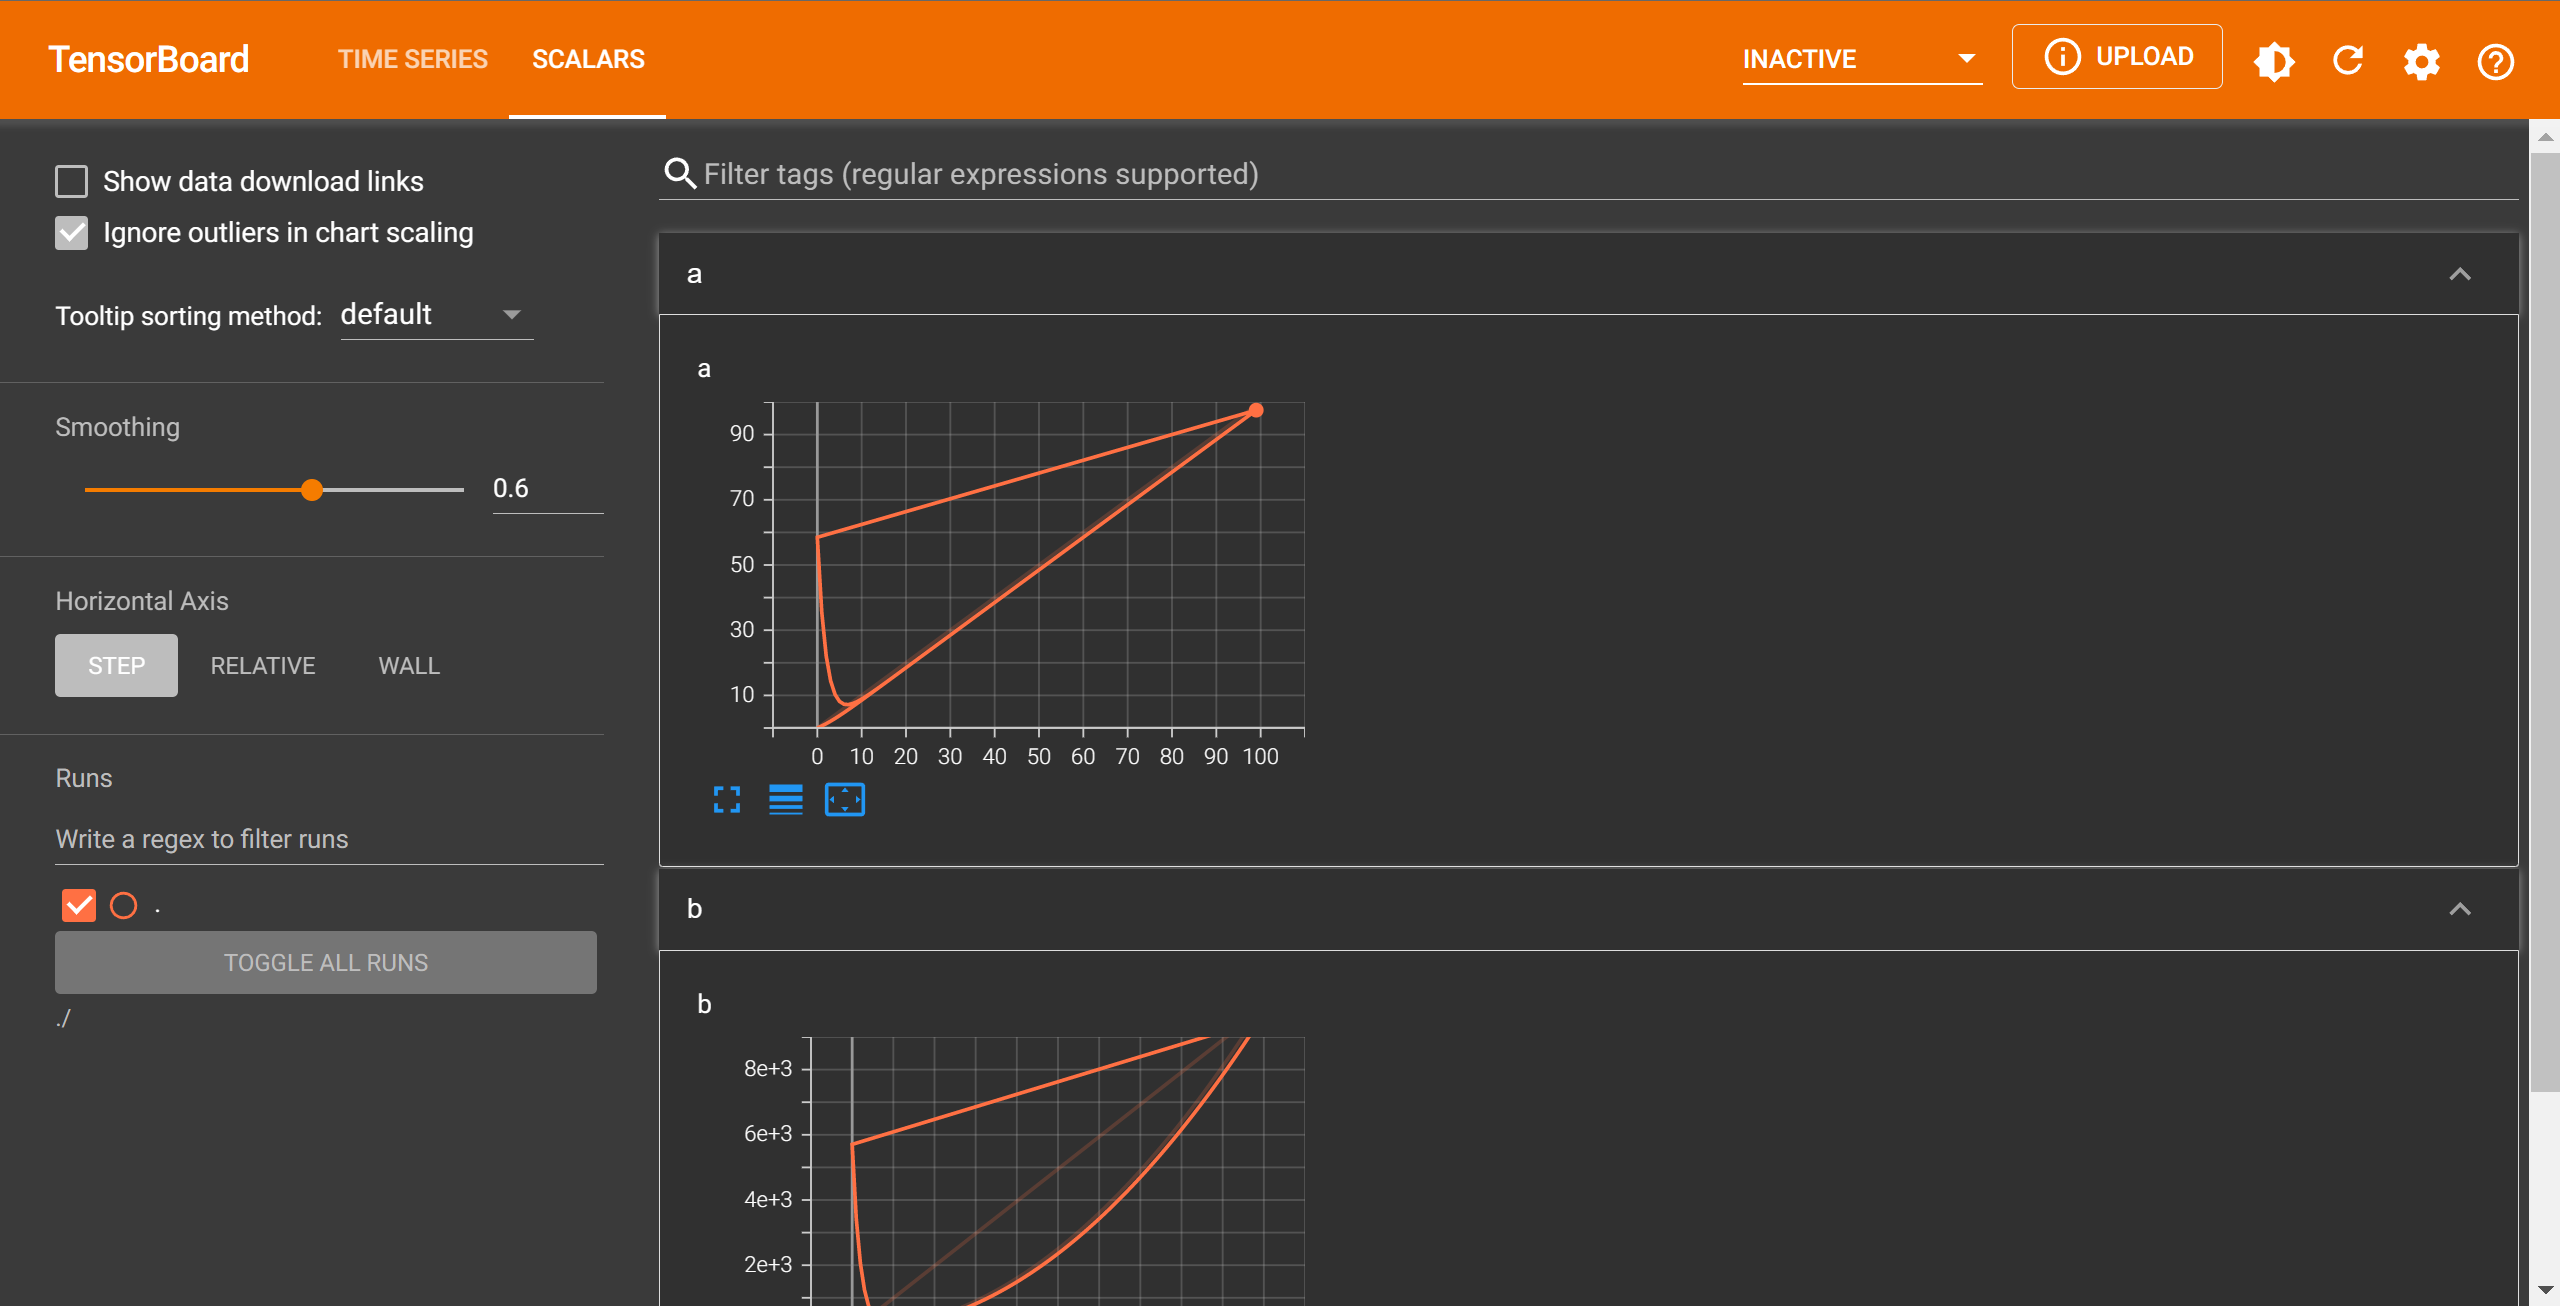 TensorBoard
TIME SERIES
SCALARS
INACTIVE
UPLOAD
Show data download links
Ignore outliers in chart scaling
Tooltip sorting method: default
Smoothing
0.6
Horizontal Axis
STEP RELATIVE WALL
Runs
Write a regex to filter runs
.
TOGGLE ALL RUNS
./
Filter tags (regular expressions supported)
a
a
90
70
50
30
10
0 10 20 30 40 50 60 70 80 90 100
b
b
8e+3
6e+3
4e+3
2e+3